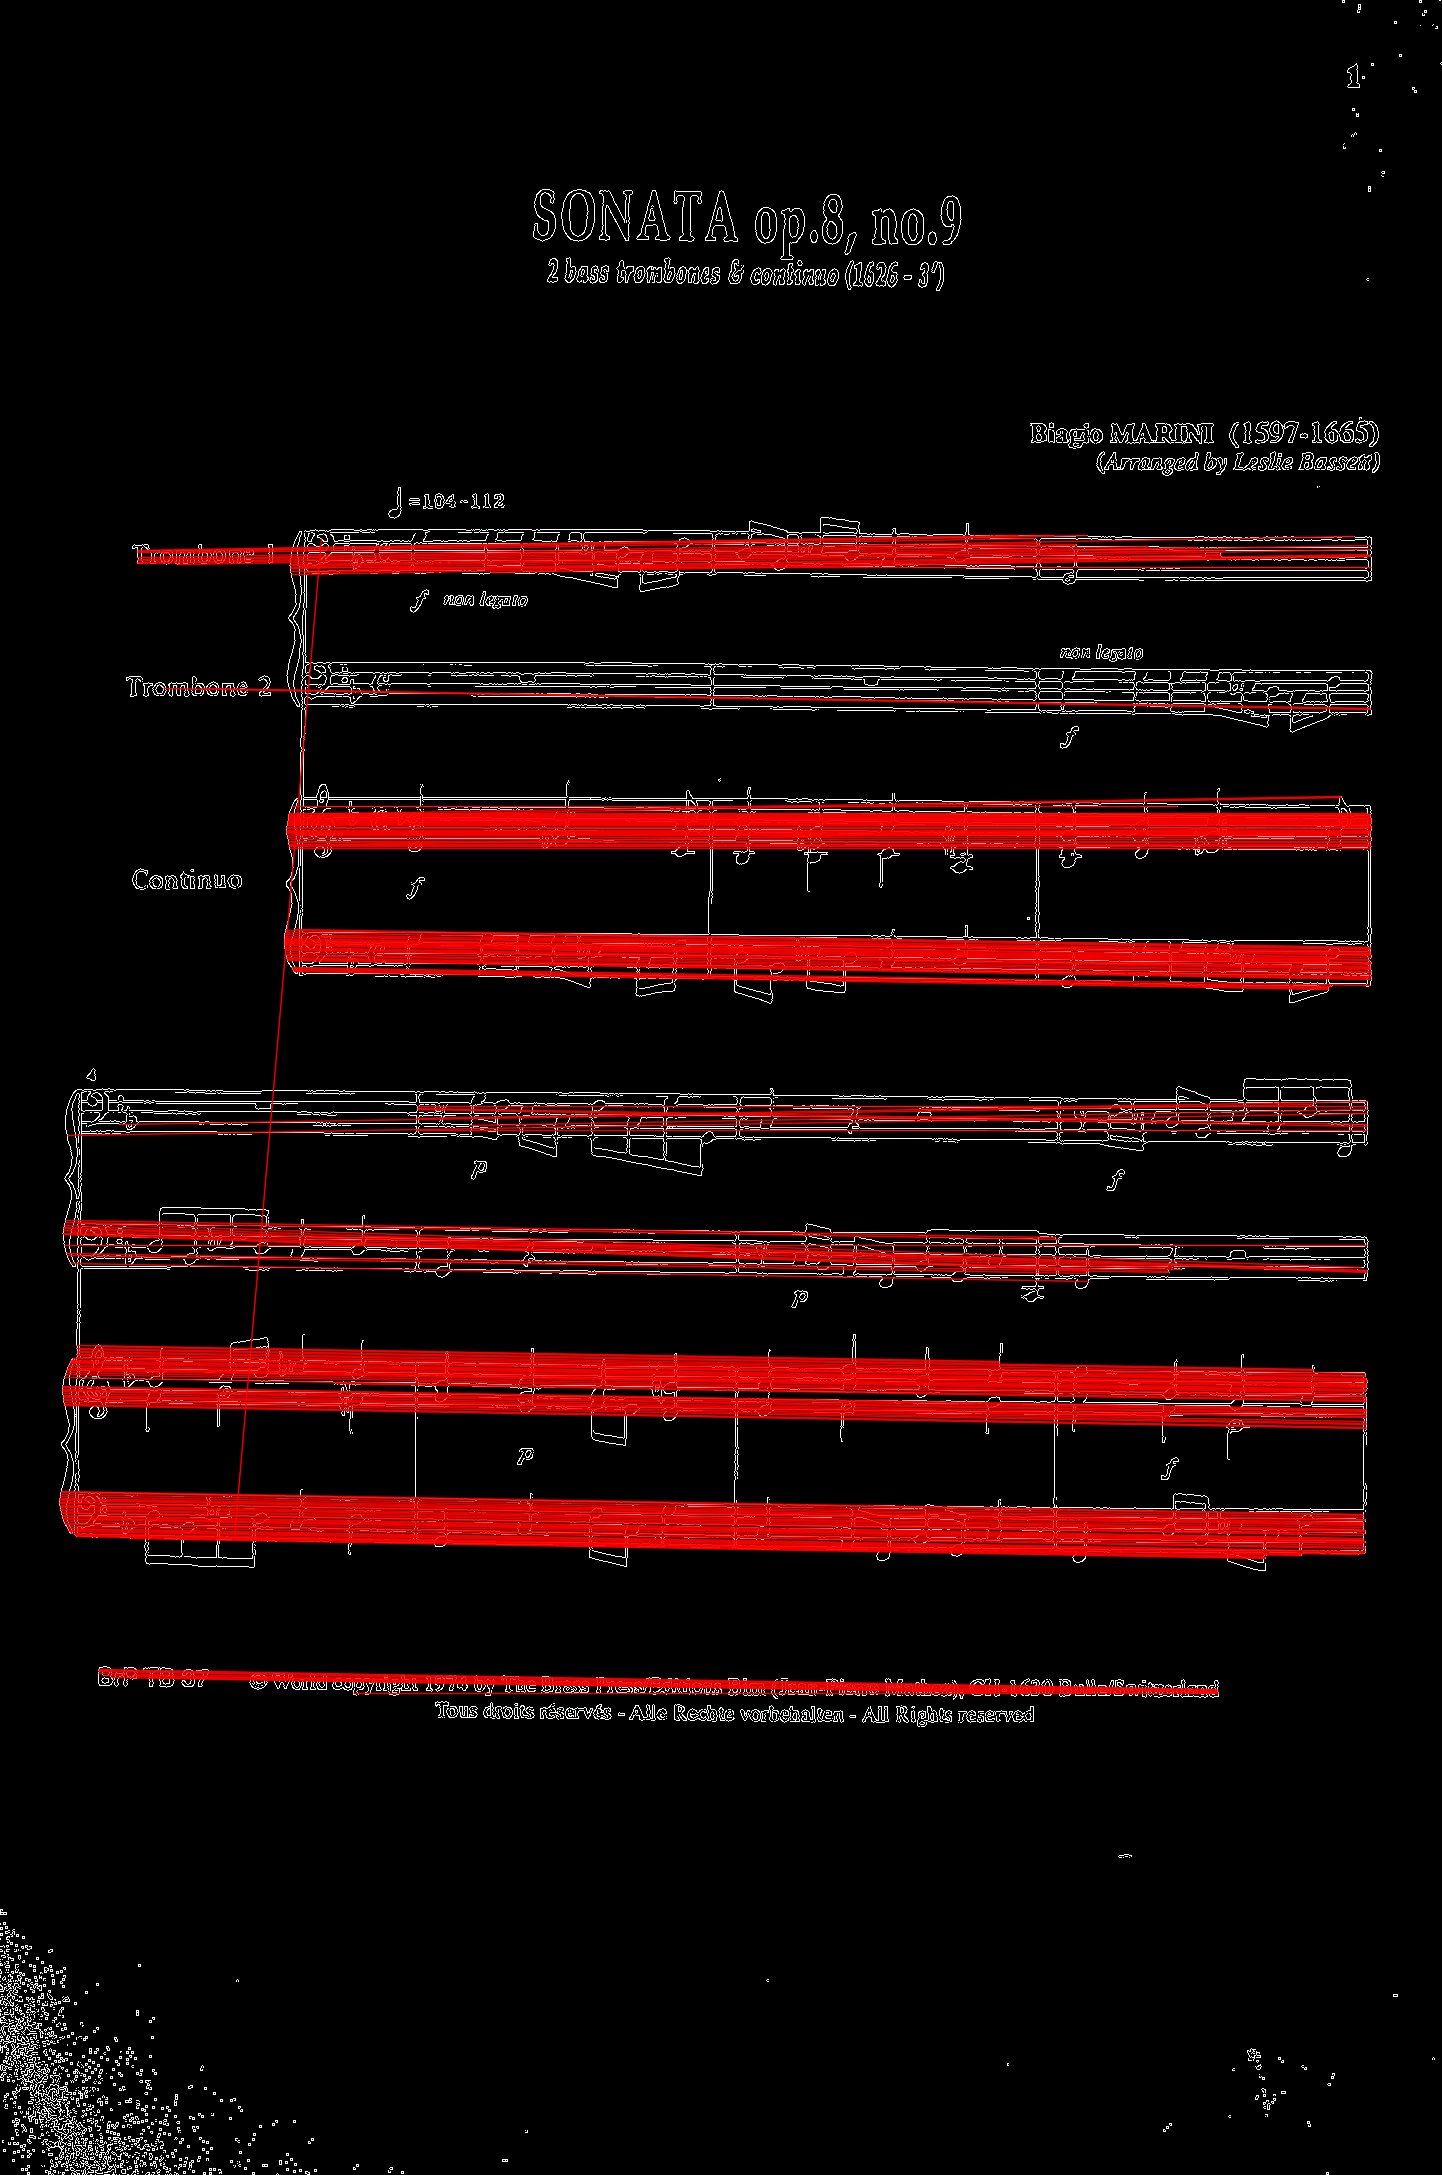 1
SONATA op.8, no.9
2 bass trombones & continuo (1626 - 3')
Biagio MARINI (1597-1665)
(Arranged by Leslie Bassett)
=104-112
Trombone 1
f non legato
non legato
Trombone 2
f
Continuo
f
4
p
f
p
p
f
BrP TB 37 © World copyright 1974 by The Brass Press/Editions Bim (Jean-Pierre Mathez), CH-1630 Bulle/Switzerland
Tous droits réservés - Alle Rechte vorbehalten - All Rights reserved